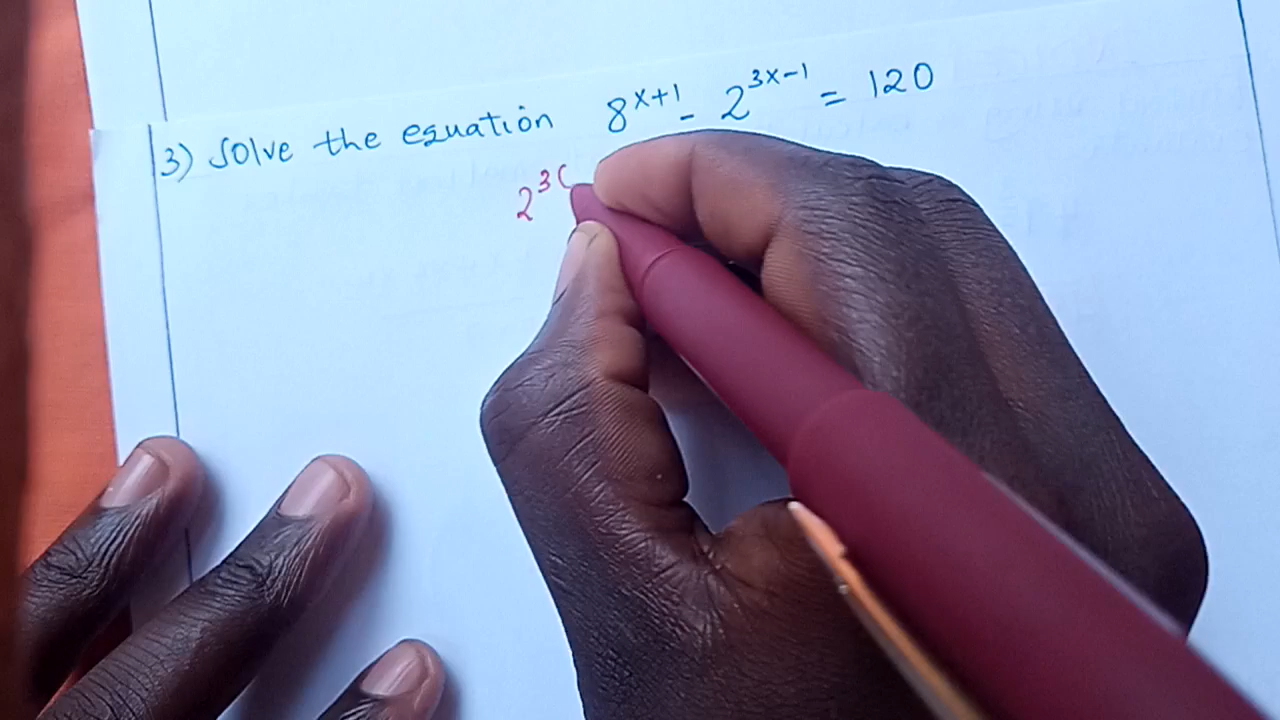 3) Solve the equation 8^{x+1} - 2^{3x-1} = 120
2^{3(